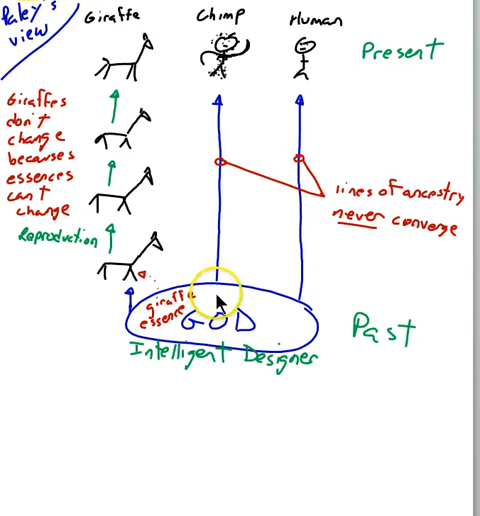 Paley's
view
Giraffe
Chimp
Human
Present
Giraffes
don't
change
becauses
essences
can't
change
lines of ancestry
never converge
Reproduction
giraffe
essence
GOD
Intelligent Designer
Past